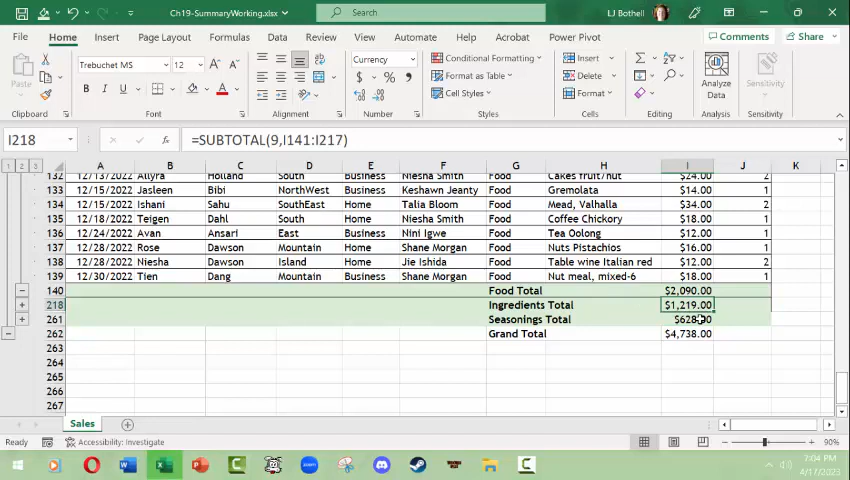 Ch19-SummaryWorking.xlsx
Search
LJ Bothell
File Home Insert Page Layout Formulas Data Review View Automate Help Acrobat Power Pivot Comments Share
Paste
Clipboard
Trebuchet MS 12
B I U A
Font
ab
Alignment
Currency
$ % 9
Number
Conditional Formatting
Format as Table
Cell Styles
Styles
Insert
Delete
Format
Cells
Editing
Analyze Data
Analysis
Sensitivity
Sensitivity
I218 fx =SUBTOTAL(9,I141:I217)
1 2 3 A B C D E F G H I J K L
132 12/13/2022 Allyra Holland South Business Niesha Smith Food Cakes fruit/nut $24.00 2
133 12/15/2022 Jasleen Bibi NorthWest Business Keshawn Jeanty Food Gremolata $14.00 1
134 12/15/2022 Ishani Sahu SouthEast Home Talia Bloom Food Mead, Valhalla $34.00 2
135 12/18/2022 Teigen Dahl South Home Niesha Smith Food Coffee Chickory $18.00 1
136 12/24/2022 Avan Ansari East Business Nini Igwe Food Tea Oolong $12.00 1
137 12/28/2022 Rose Dawson Mountain Home Shane Morgan Food Nuts Pistachios $16.00 1
138 12/28/2022 Niesha Dawson Island Home Jie Ishida Food Table wine Italian red $12.00 2
139 12/30/2022 Tien Dang Mountain Home Shane Morgan Food Nut meal, mixed-6 $18.00 1
140 Food Total $2,090.00
218 Ingredients Total $1,219.00
261 Seasonings Total
262 Grand Total $4,738.00
263
264
265
266
267
Sales
Ready Accessibility: Investigate 90%
zoom
7:04 PM
4/17/2023